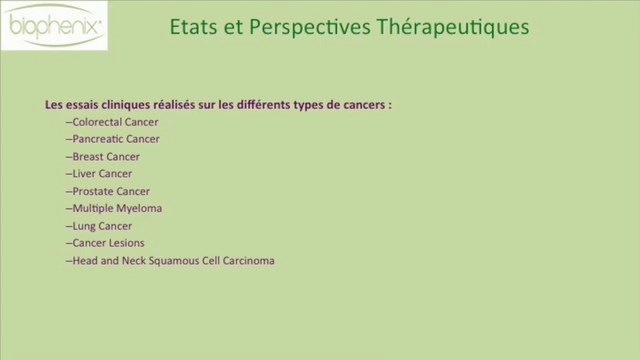 biophenix
Etats et Perspectives Thérapeutiques
Les essais cliniques réalisés sur les différents types de cancers :
–Colorectal Cancer
–Pancreatic Cancer
–Breast Cancer
–Liver Cancer
–Prostate Cancer
–Multiple Myeloma
–Lung Cancer
–Cancer Lesions
–Head and Neck Squamous Cell Carcinoma